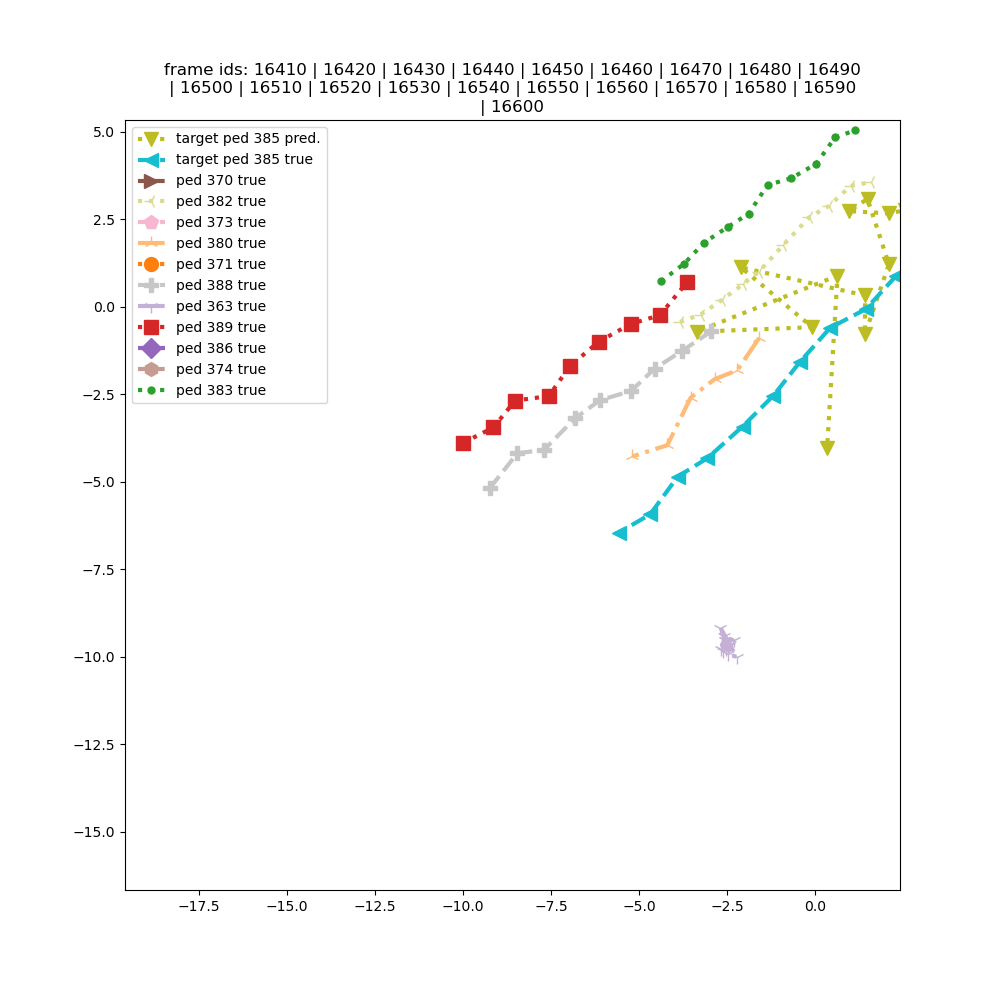 frame ids: 16410 | 16420 | 16430 | 16440 | 16450 | 16460 | 16470 | 16480 | 16490
| 16500 | 16510 | 16520 | 16530 | 16540 | 16550 | 16560 | 16570 | 16580 | 16590
| 16600
target ped 385 pred.
target ped 385 true
ped 370 true
ped 382 true
ped 373 true
ped 380 true
ped 371 true
ped 388 true
ped 363 true
ped 389 true
ped 386 true
ped 374 true
ped 383 true
5.0
2.5
0.0
−2.5
−5.0
−7.5
−10.0
−12.5
−15.0
−17.5 −15.0 −12.5 −10.0 −7.5 −5.0 −2.5 0.0